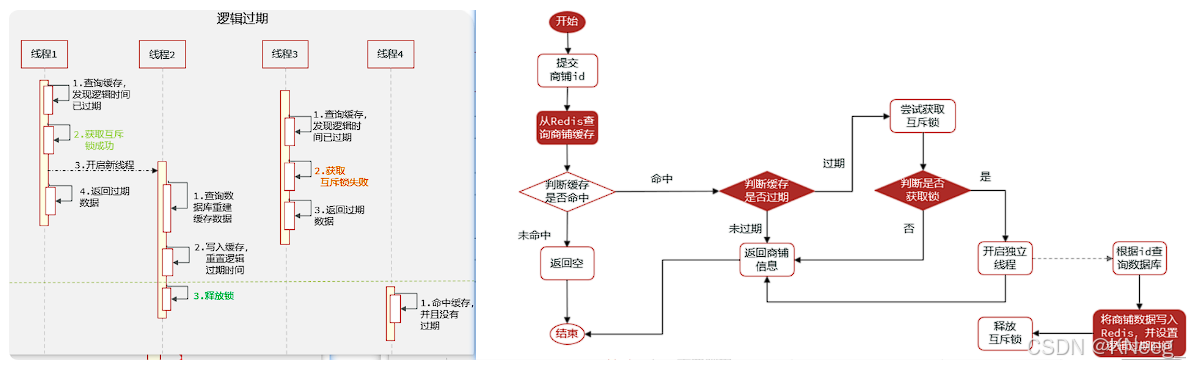 逻辑过期
线程1
线程2
线程3
线程4
1.查询缓存,
发现逻辑时间
已过期
2.获取互斥
锁成功
3.开启新线程
4.返回过期
数据
1.查询数
据库重建
缓存数据
2.写入缓存,
重置逻辑
过期时间
3.释放锁
1.查询缓存,
发现逻辑时
间已过期
2.获取
互斥锁失败
3.返回过期
数据
1.命中缓存,
并且没有
过期
开始
提交
商铺id
从Redis查
询商铺缓存
判断缓存
是否命中
命中
未命中
返回空
结束
判断缓存
是否过期
过期
未过期
返回商铺
信息
尝试获取
互斥锁
判断是否
获取锁
是
否
开启独立
线程
根据id查
询数据库
将商铺数据写入
Redis, 并设置
逻辑过期时间
释放
互斥锁